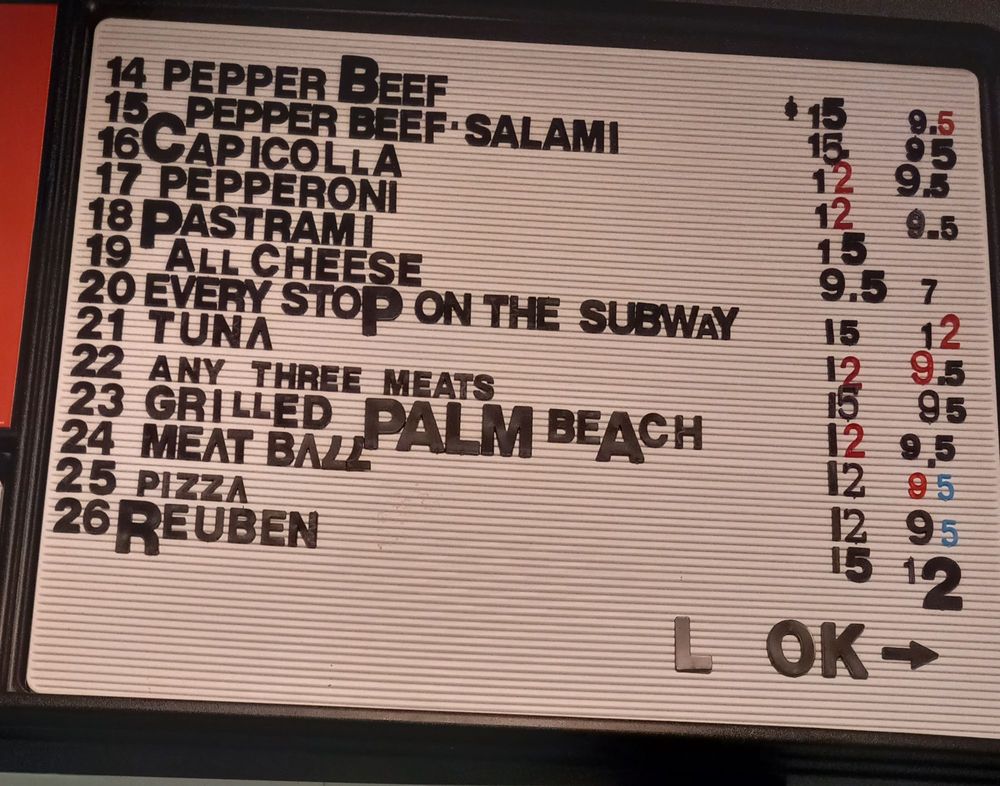 14 PEPPER BEEF $15 9.5
15 PEPPER BEEF·SALAMI 15. 95
16 CAPICOLLA 12 9.5
17 PEPPERONI 12 9.5
18 PASTRAMI 15
19 ALL CHEESE 9.5 7
20 EVERY STOP ON THE SUBWAY 15 12
21 TUNA 12 9.5
22 ANY THREE MEATS 15 95
23 GRILLED PALM BEACH 12 9.5
24 MEAT BALL 12 95
25 PIZZA 12 95
26 REUBEN 15 12
L OK →